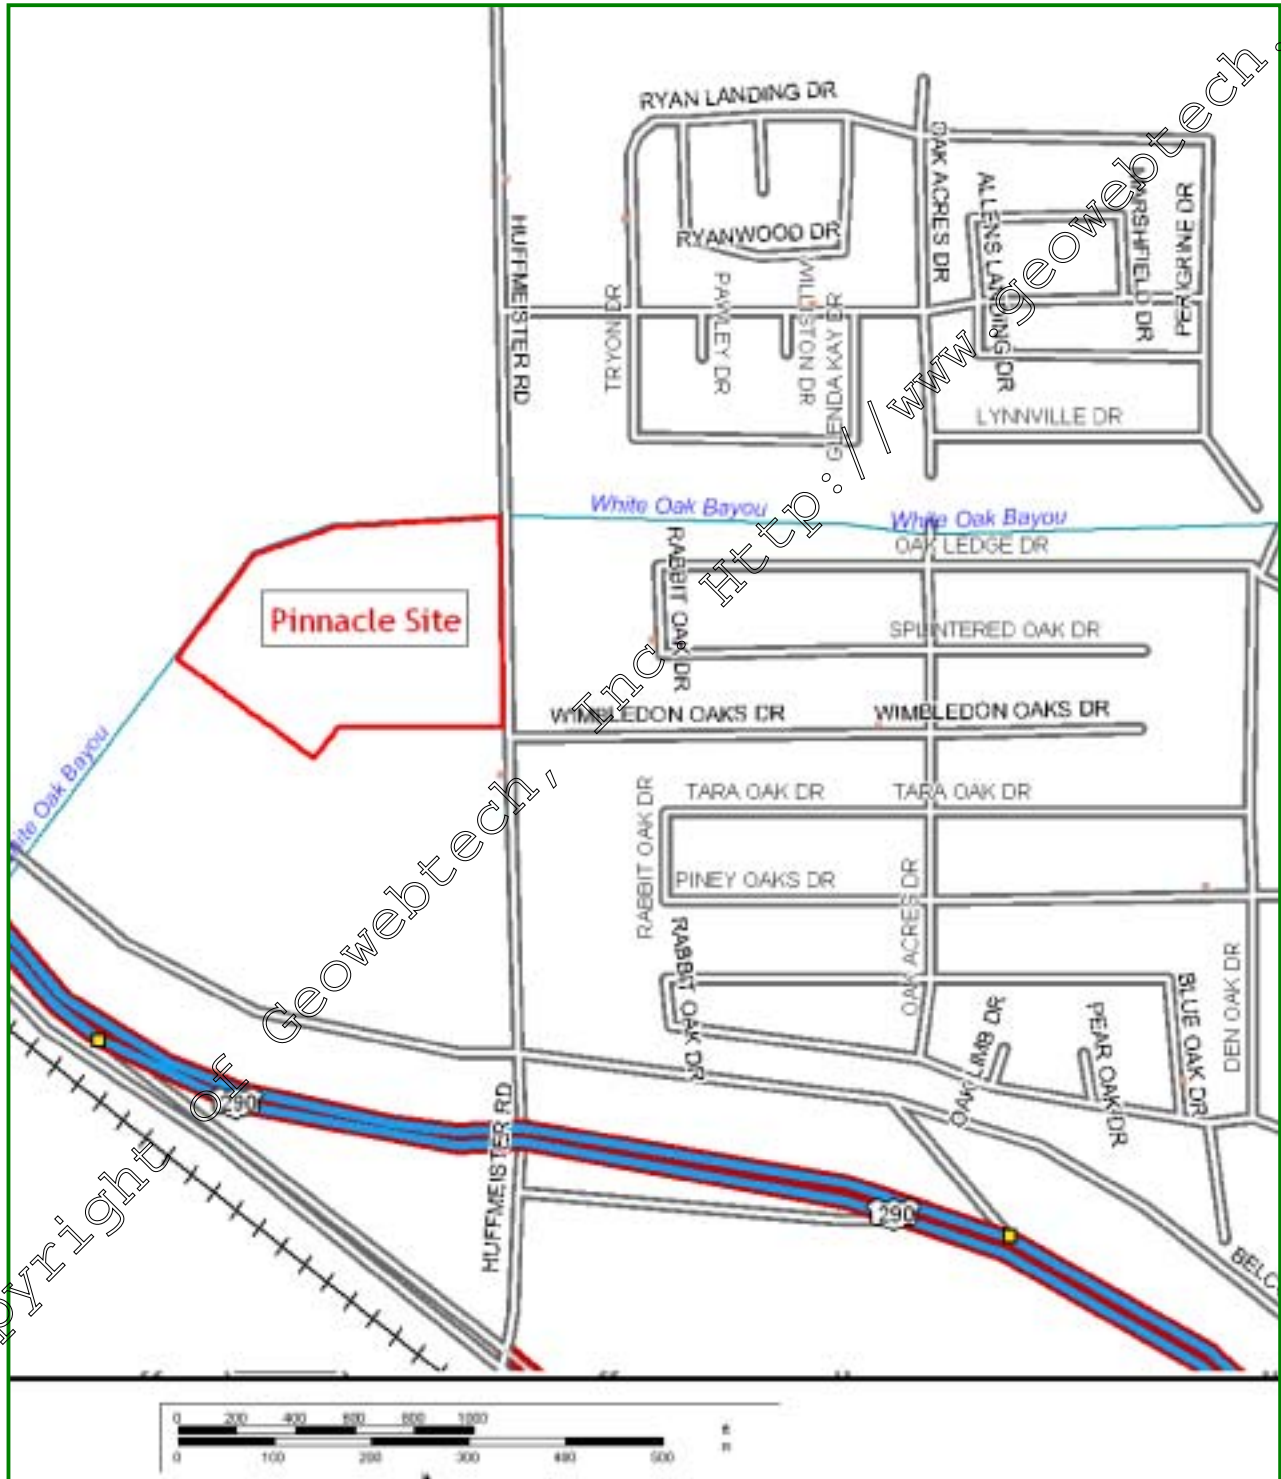 RYAN LANDING DR
OAK ACRES DR
ALLENS LANDING DR
MARSHFIELD DR
PERIGRINE DR
HUFFMEISTER RD
RYANWOOD DR
TRYON DR
PAWLEY DR
WILLISTON DR
GLENDA KAY DR
LYNNVILLE DR
White Oak Bayou
White Oak Bayou
OAK LEDGE DR
RABBIT OAK DR
Pinnacle Site
SPLINTERED OAK DR
WIMBLEDON OAKS DR
WIMBLEDON OAKS DR
ite Oak Bayou
TARA OAK DR
TARA OAK DR
RABBIT OAK DR
PINEY OAKS DR
OAK ACRES DR
RABBIT OAK DR
BLUE OAK DR
DEN OAK DR
OAK LIMB DR
PEAR OAK DR
290
HUFFMEISTER RD
290
BELC
pyright Of Geowebtech, Inc Http://www.geowebtech.
0 200 400 600 800 1000
ft
m
0 100 200 300 400 500